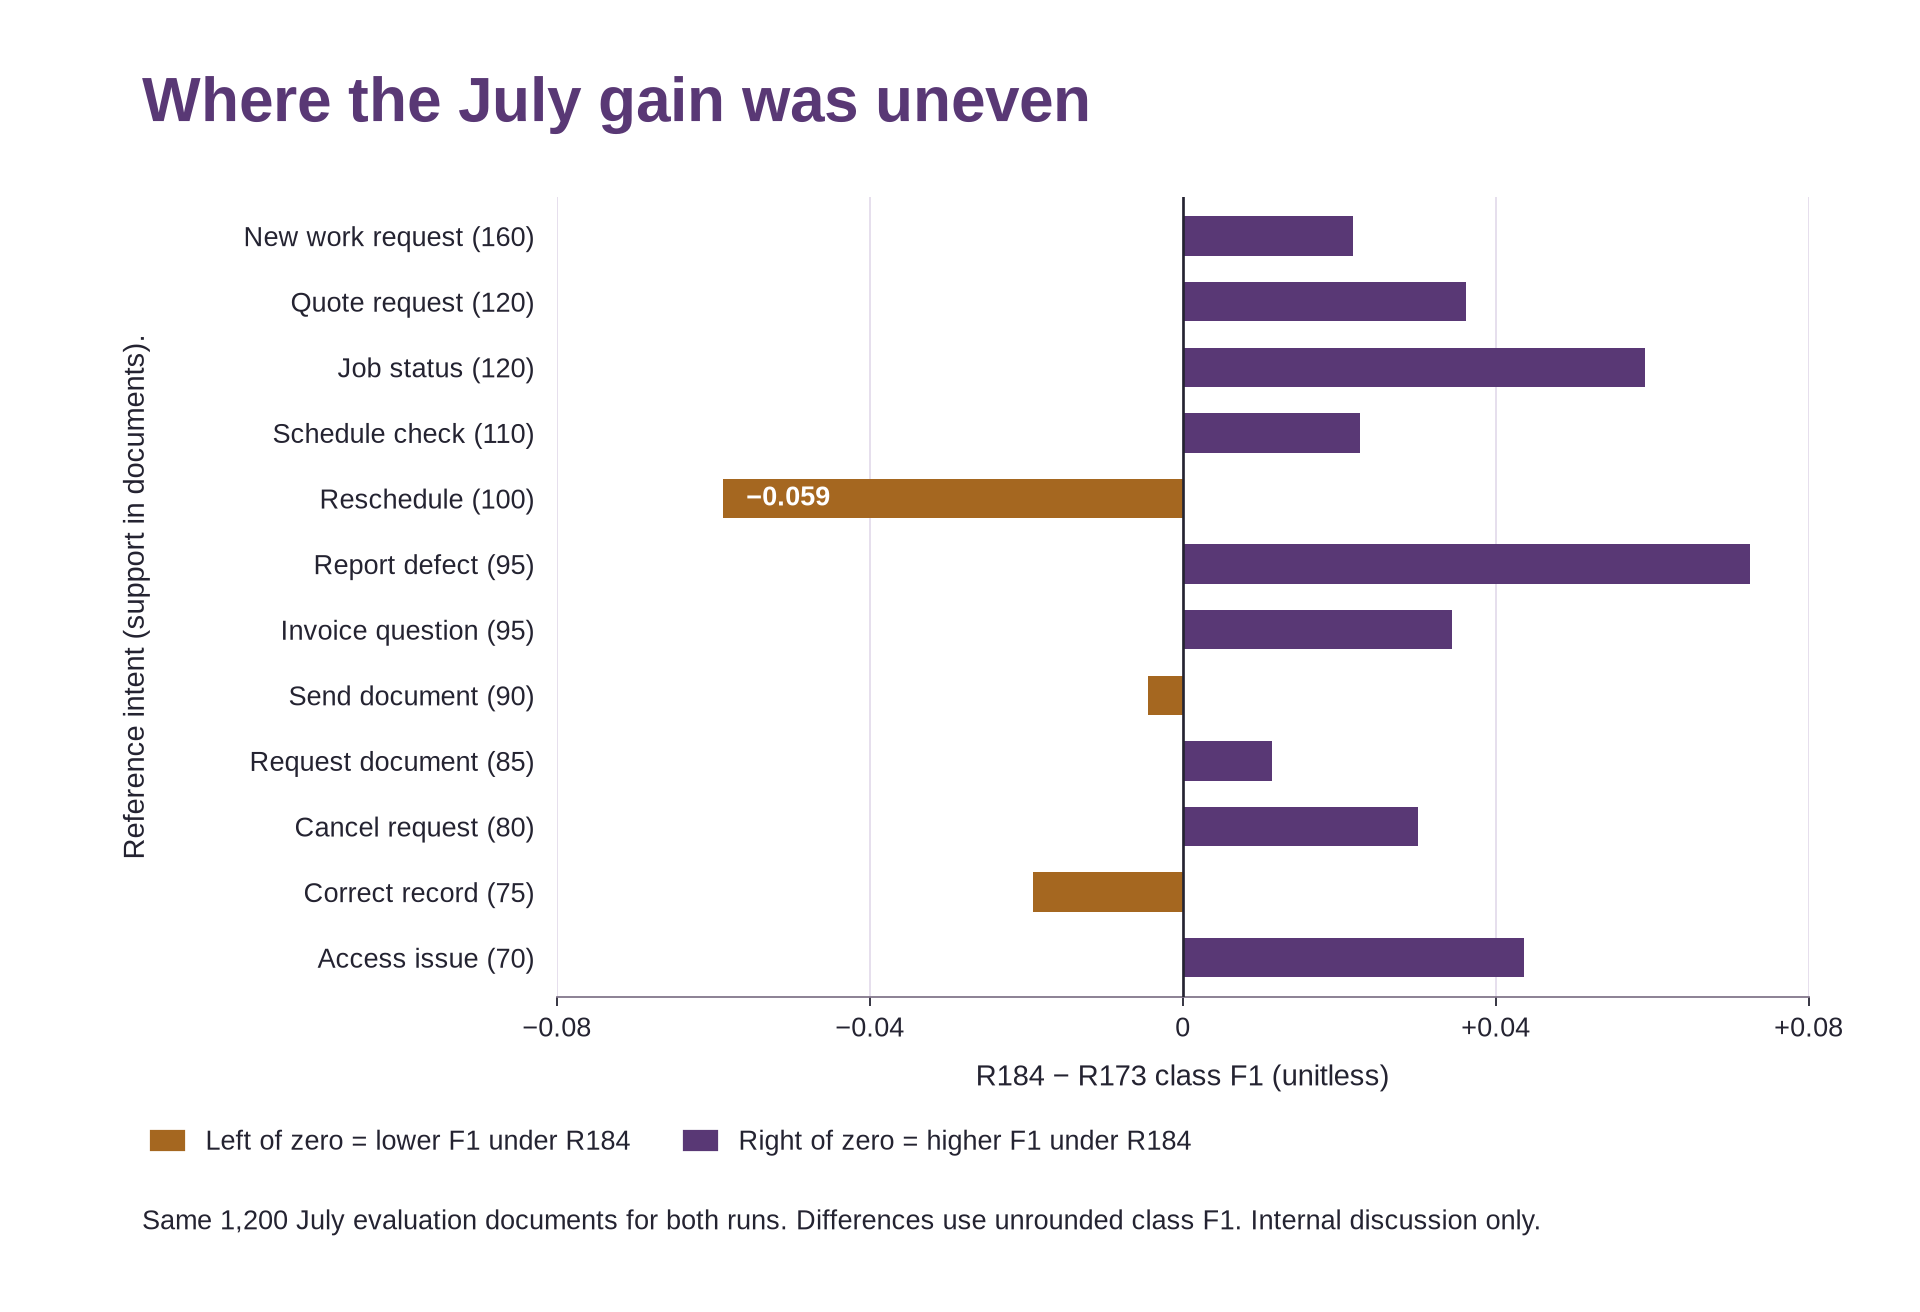 Where the July gain was uneven
Reference intent (support in documents).
New work request (160)
Quote request (120)
Job status (120)
Schedule check (110)
Reschedule (100)
−0.059
Report defect (95)
Invoice question (95)
Send document (90)
Request document (85)
Cancel request (80)
Correct record (75)
Access issue (70)
−0.08
−0.04
0
+0.04
+0.08
R184 − R173 class F1 (unitless)
Left of zero = lower F1 under R184
Right of zero = higher F1 under R184
Same 1,200 July evaluation documents for both runs. Differences use unrounded class F1. Internal discussion only.